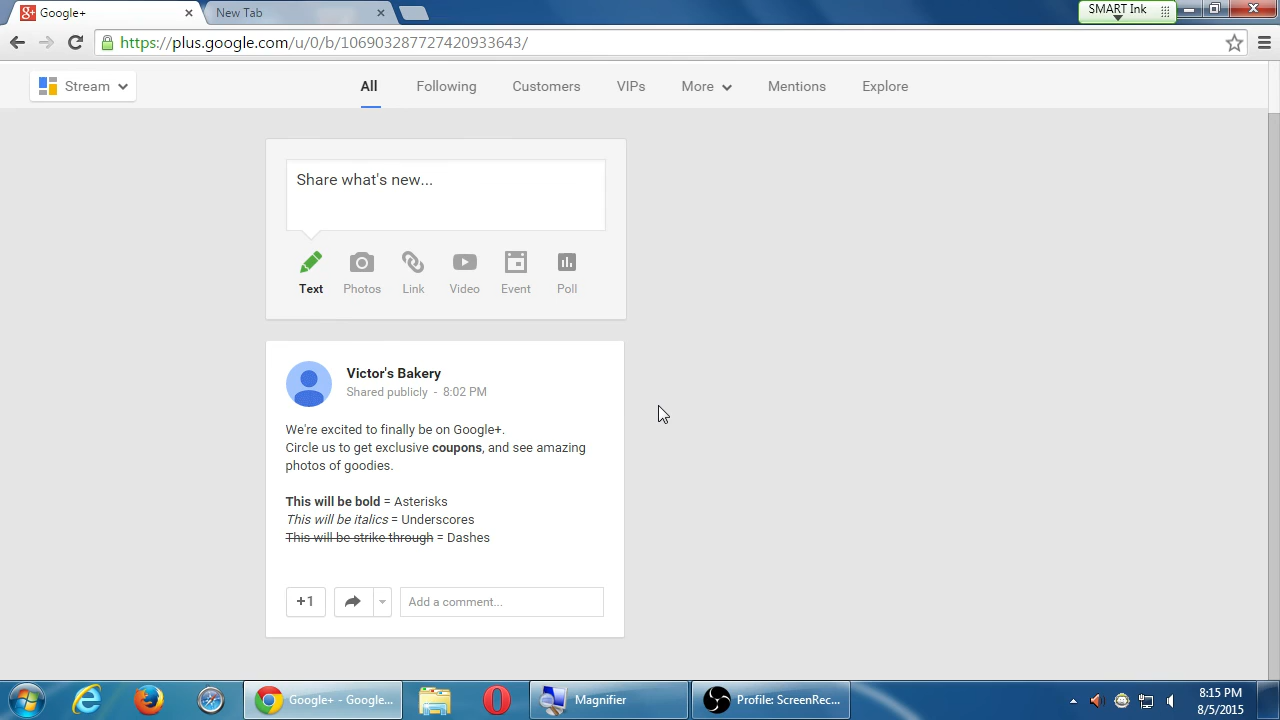 Google+
New Tab
SMART Ink
https://plus.google.com/u/0/b/106903287727420933643/
Stream
All
Following
Customers
VIPs
More
Mentions
Explore
Share what's new...
Text
Photos
Link
Video
Event
Poll
Victor's Bakery
Shared publicly - 8:02 PM
We're excited to finally be on Google+.
Circle us to get exclusive coupons, and see amazing
photos of goodies.
This will be bold = Asterisks
This will be italics = Underscores
This will be strike through = Dashes
+1
Add a comment...
Google+ - Google...
Magnifier
Profile: ScreenRec...
8:15 PM
8/5/2015